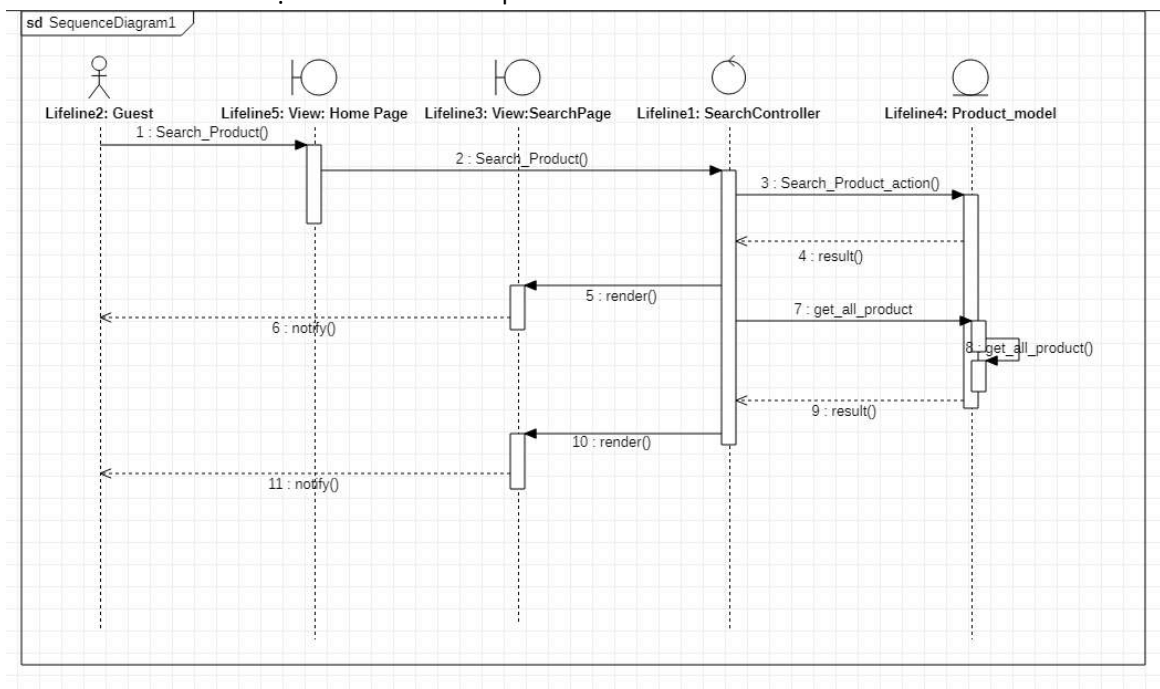 sd SequenceDiagram1
Lifeline2: Guest
Lifeline5: View: Home Page
Lifeline3: View:SearchPage
Lifeline1: SearchController
Lifeline4: Product_model
1 : Search_Product()
2 : Search_Product()
3 : Search_Product_action()
4 : result()
5 : render()
6 : notify()
7 : get_all_product
8 : get_all_product()
9 : result()
10 : render()
11 : notify()